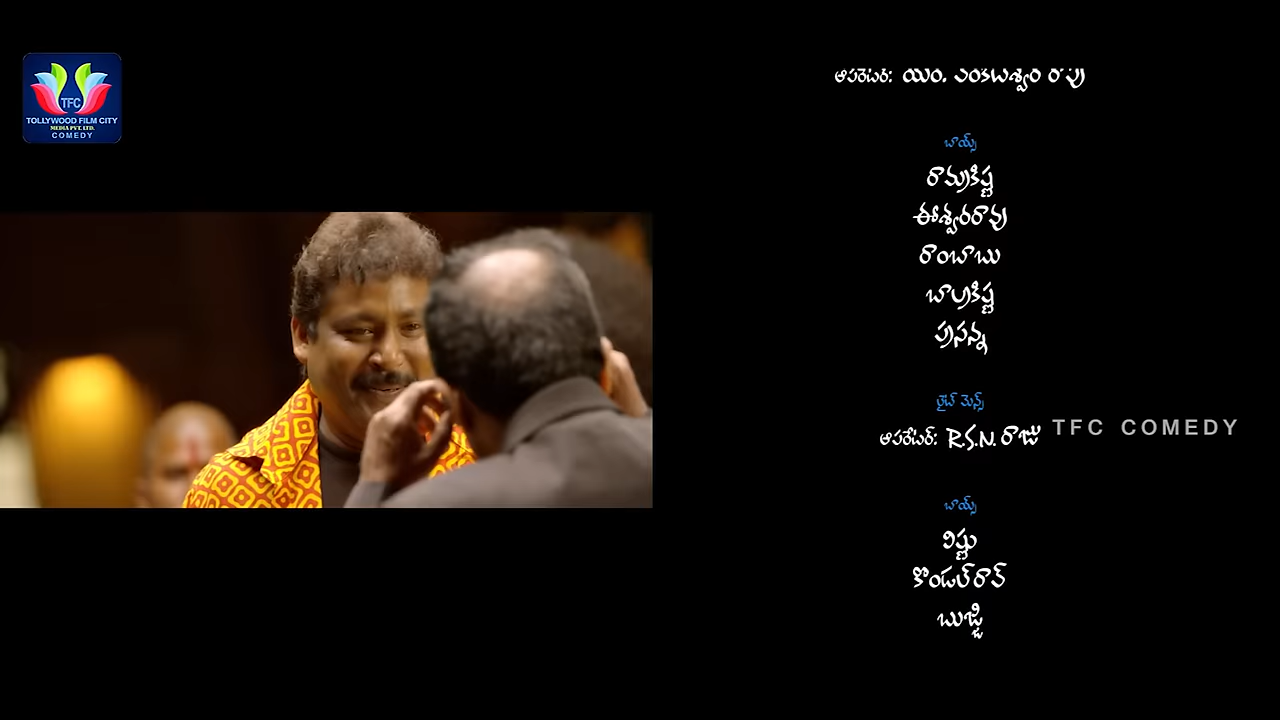 TFC
TOLLYWOOD FILM CITY
MEDIA PVT. LTD.
COMEDY
ఆపరేటర్: యం. వెంకటేశ్వర రావు
బాయ్స్
రామకృష్ణ
ఈశ్వరరావు
రాంబాబు
బాలకృష్ణ
ప్రసన్న
లైట్ మెన్స్
ఆపరేటర్: R.S.N. రాజు
TFC COMEDY
బాయ్స్
విష్ణు
కొండల్‌రావ్
బుజ్జి